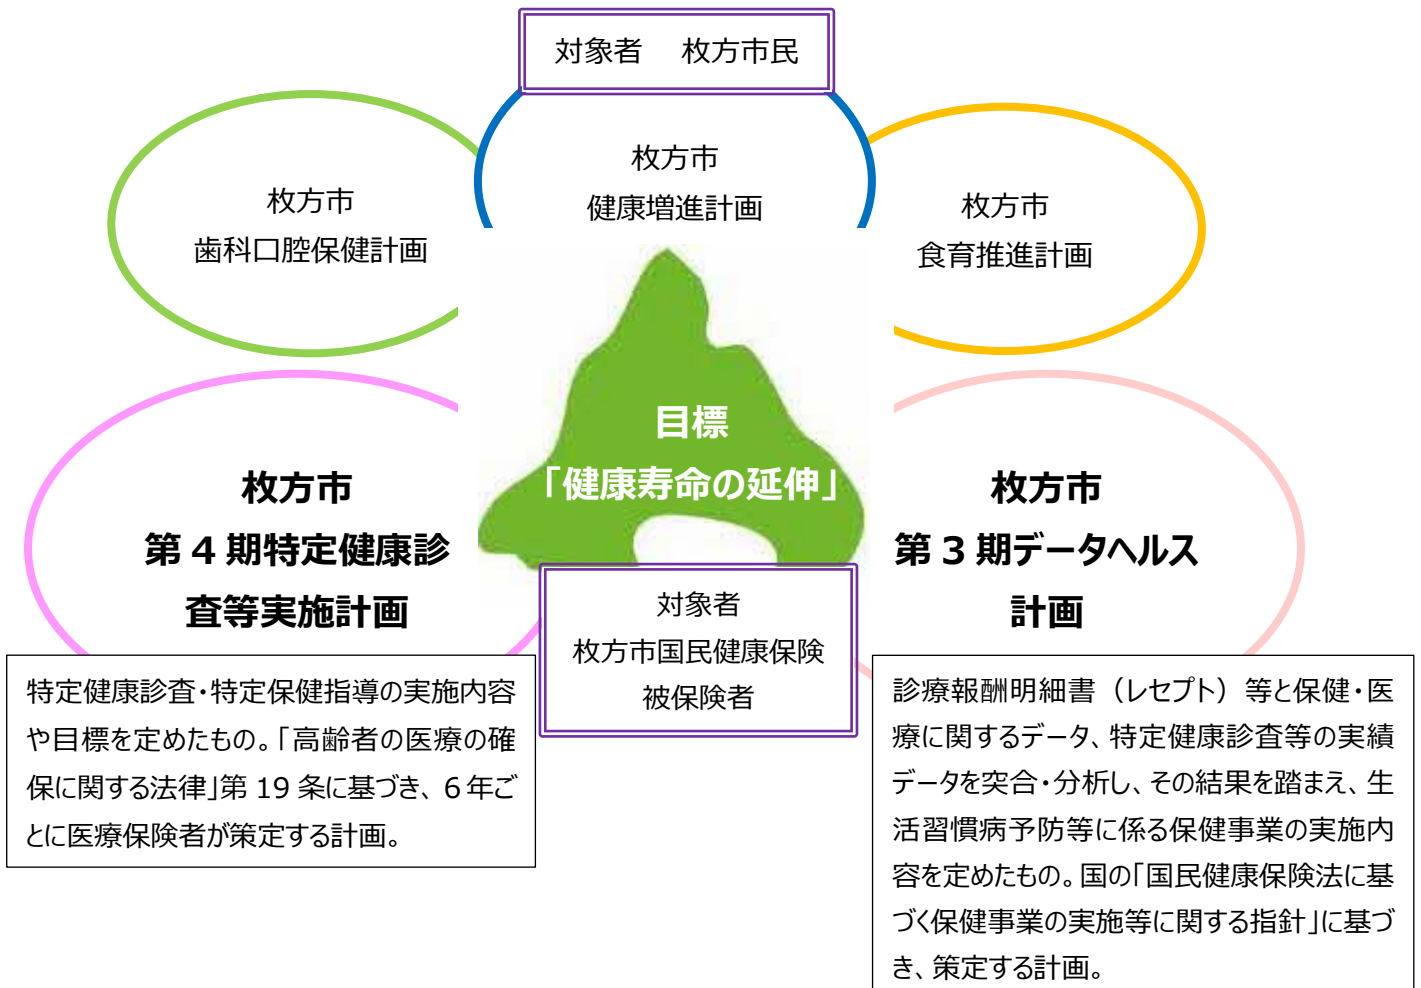 対象者　枚方市民
枚方市
健康増進計画
枚方市
歯科口腔保健計画
枚方市
食育推進計画
目標
「健康寿命の延伸」
枚方市
第 4 期特定健康診
査等実施計画
枚方市
第 3 期データヘルス
計画
対象者
枚方市国民健康保険
被保険者
特定健康診査・特定保健指導の実施内容
や目標を定めたもの。「高齢者の医療の確
保に関する法律」第 19 条に基づき、6 年ご
とに医療保険者が策定する計画。
診療報酬明細書（レセプト）等と保健・医
療に関するデータ、特定健康診査等の実績
データを突合・分析し、その結果を踏まえ、生
活習慣病予防等に係る保健事業の実施内
容を定めたもの。国の「国民健康保険法に基
づく保健事業の実施等に関する指針」に基づ
き、策定する計画。